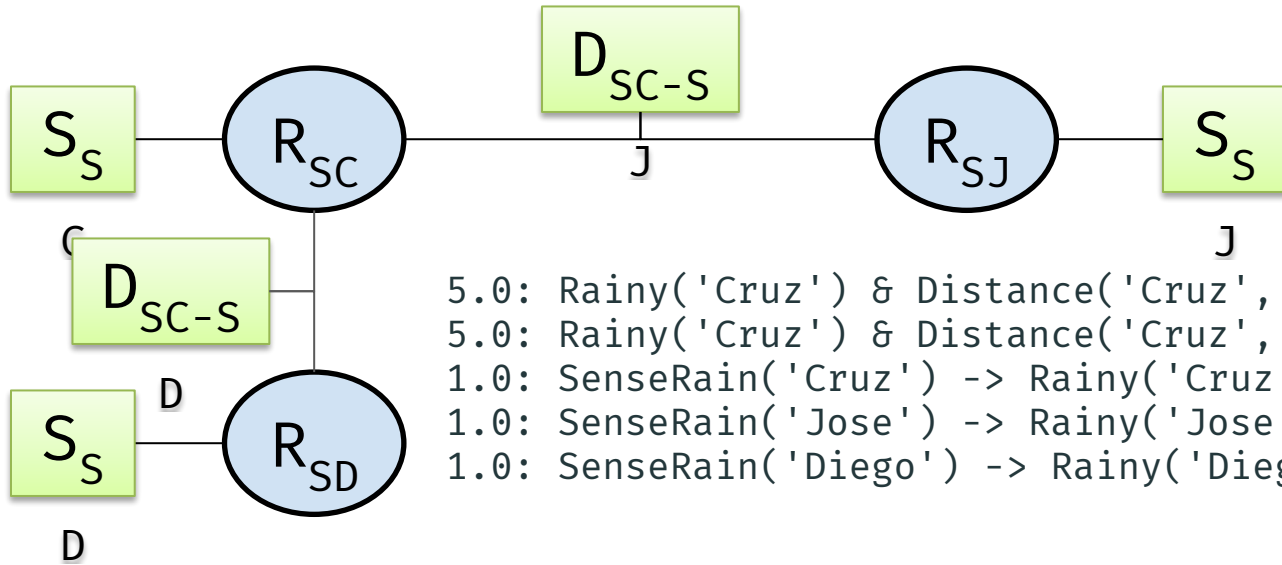 D_SC-S
J
S_S
C
R_SC
R_SJ
S_S
J
D_SC-S
D
S_S
D
R_SD
5.0: Rainy('Cruz') & Distance('Cruz',
5.0: Rainy('Cruz') & Distance('Cruz',
1.0: SenseRain('Cruz') -> Rainy('Cruz
1.0: SenseRain('Jose') -> Rainy('Jose
1.0: SenseRain('Diego') -> Rainy('Dieg